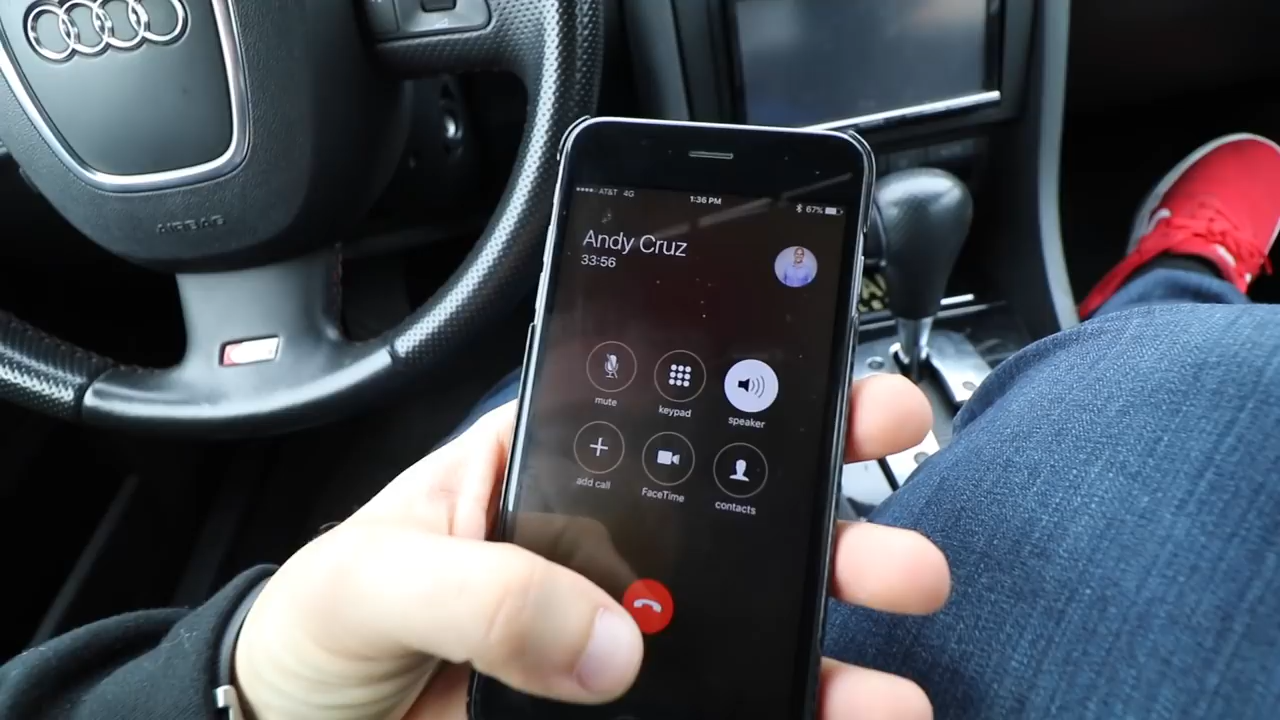 AIRBAG
AT&T 4G
1:36 PM
67%
Andy Cruz
33:56
mute
keypad
speaker
add call
FaceTime
contacts